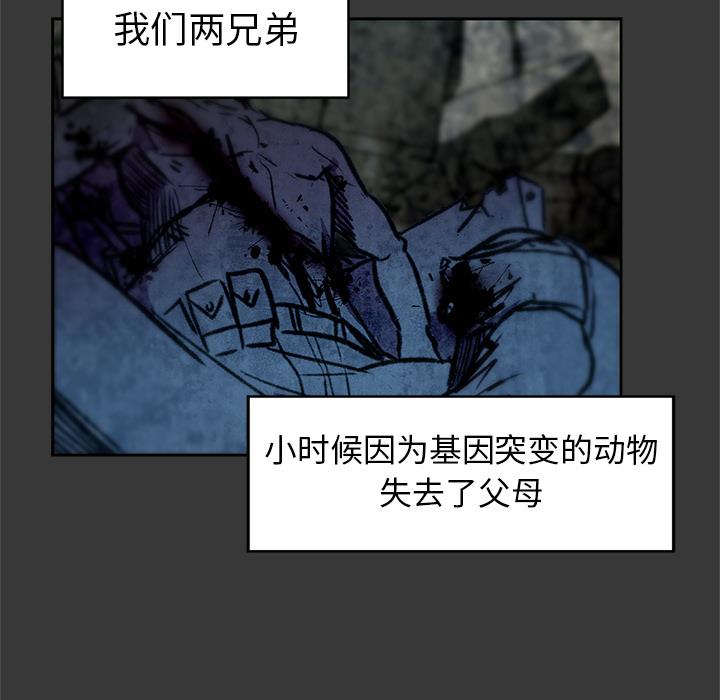 我们两兄弟
小时候因为基因突变的动物
失去了父母